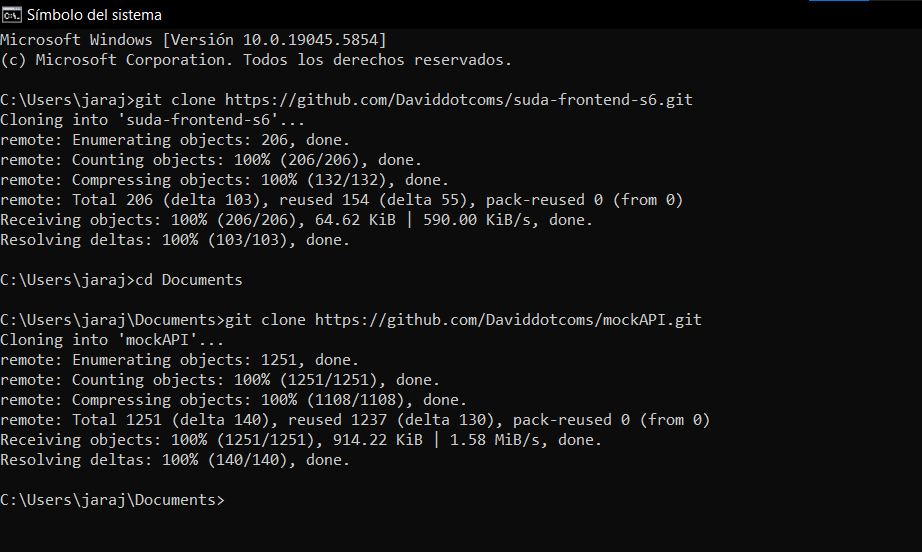 Símbolo del sistema
Microsoft Windows [Versión 10.0.19045.5854]
(c) Microsoft Corporation. Todos los derechos reservados.
C:\Users\jaraj>git clone https://github.com/Daviddotcoms/suda-frontend-s6.git
Cloning into 'suda-frontend-s6'...
remote: Enumerating objects: 206, done.
remote: Counting objects: 100% (206/206), done.
remote: Compressing objects: 100% (132/132), done.
remote: Total 206 (delta 103), reused 154 (delta 55), pack-reused 0 (from 0)
Receiving objects: 100% (206/206), 64.62 KiB | 590.00 KiB/s, done.
Resolving deltas: 100% (103/103), done.
C:\Users\jaraj>cd Documents
C:\Users\jaraj\Documents>git clone https://github.com/Daviddotcoms/mockAPI.git
Cloning into 'mockAPI'...
remote: Enumerating objects: 1251, done.
remote: Counting objects: 100% (1251/1251), done.
remote: Compressing objects: 100% (1108/1108), done.
remote: Total 1251 (delta 140), reused 1237 (delta 130), pack-reused 0 (from 0)
Receiving objects: 100% (1251/1251), 914.22 KiB | 1.58 MiB/s, done.
Resolving deltas: 100% (140/140), done.
C:\Users\jaraj\Documents>